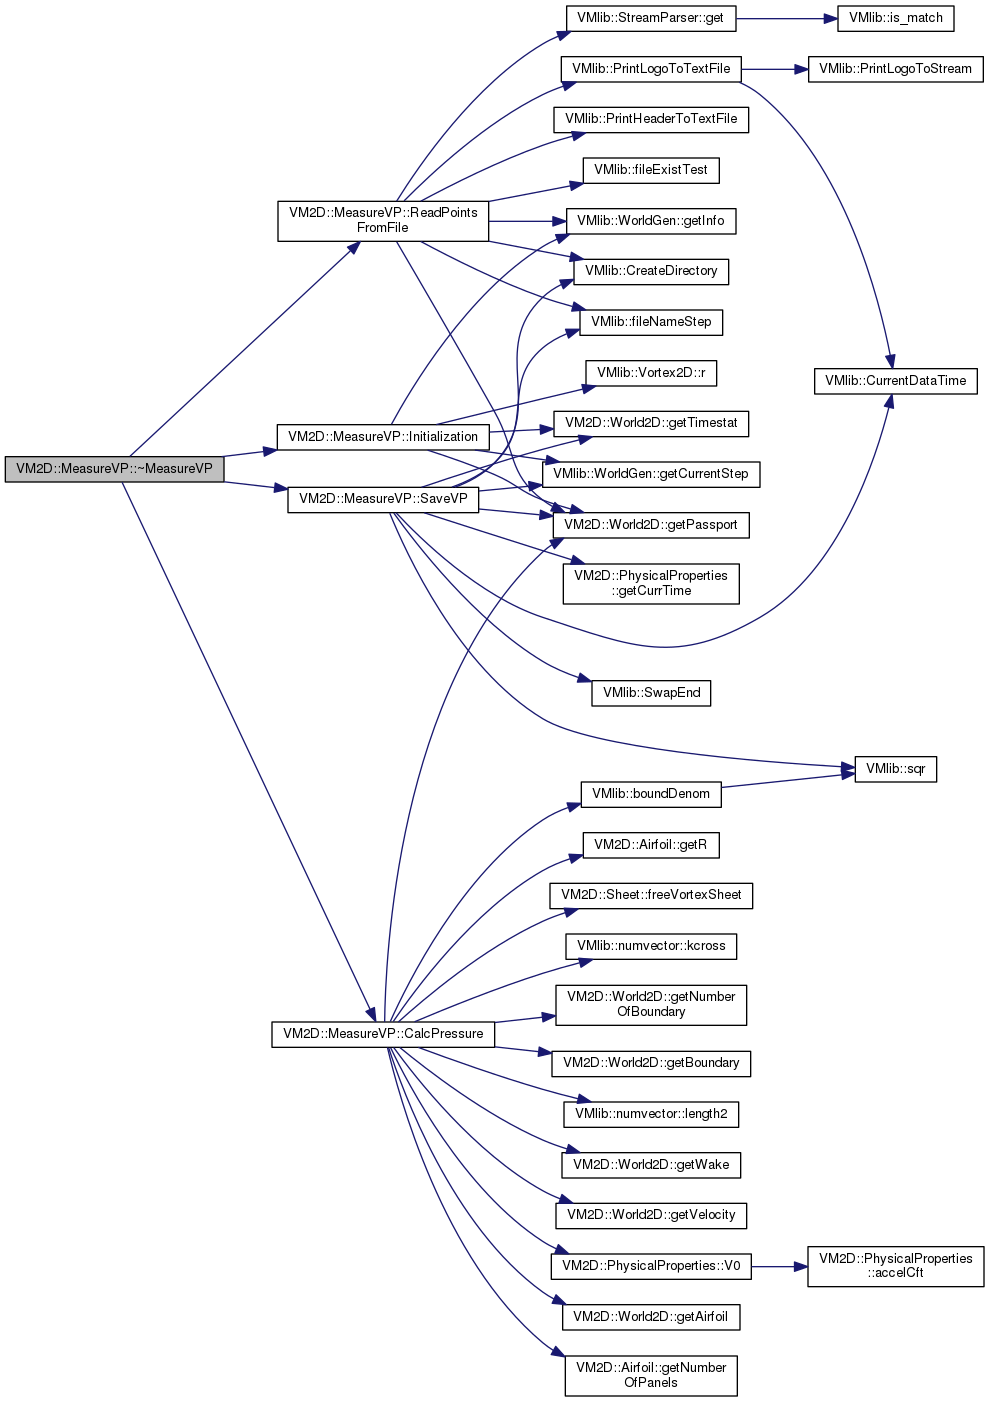 VMlib::StreamParser::get
VMlib::is_match
VMlib::PrintLogoToTextFile
VMlib::PrintLogoToStream
VMlib::PrintHeaderToTextFile
VMlib::fileExistTest
VM2D::MeasureVP::ReadPoints
FromFile
VMlib::WorldGen::getInfo
VMlib::CreateDirectory
VMlib::fileNameStep
VMlib::Vortex2D::r
VMlib::CurrentDataTime
VM2D::World2D::getTimestat
VM2D::MeasureVP::Initialization
VM2D::MeasureVP::~MeasureVP
VMlib::WorldGen::getCurrentStep
VM2D::MeasureVP::SaveVP
VM2D::World2D::getPassport
VM2D::PhysicalProperties
::getCurrTime
VMlib::SwapEnd
VMlib::sqr
VMlib::boundDenom
VM2D::Airfoil::getR
VM2D::Sheet::freeVortexSheet
VMlib::numvector::kcross
VM2D::World2D::getNumber
OfBoundary
VM2D::MeasureVP::CalcPressure
VM2D::World2D::getBoundary
VMlib::numvector::length2
VM2D::World2D::getWake
VM2D::World2D::getVelocity
VM2D::PhysicalProperties::V0
VM2D::PhysicalProperties
::accelCft
VM2D::World2D::getAirfoil
VM2D::Airfoil::getNumber
OfPanels